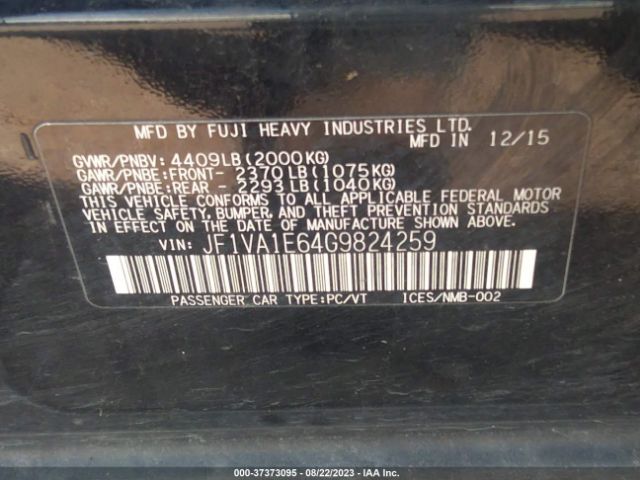 MFD BY FUJI HEAVY INDUSTRIES LTD.
MFD IN 12/15
GVWR/PNBV: 4409LB(2000KG)
GAWR/PNBE:FRONT- 2370LB(1075KG)
GAWR/PNBE:REAR - 2293LB(1040KG)
THIS VEHICLE CONFORMS TO ALL APPLICABLE FEDERAL MOTOR
VEHICLE SAFETY, BUMPER, AND THEFT PREVENTION STANDARDS
IN EFFECT ON THE DATE OF MANUFACTURE SHOWN ABOVE.
VIN: JF1VA1E64G9824259
PASSENGER CAR TYPE:PC/VT ICES/NMB-002
000-37373095 - 08/22/2023 - IAA Inc.